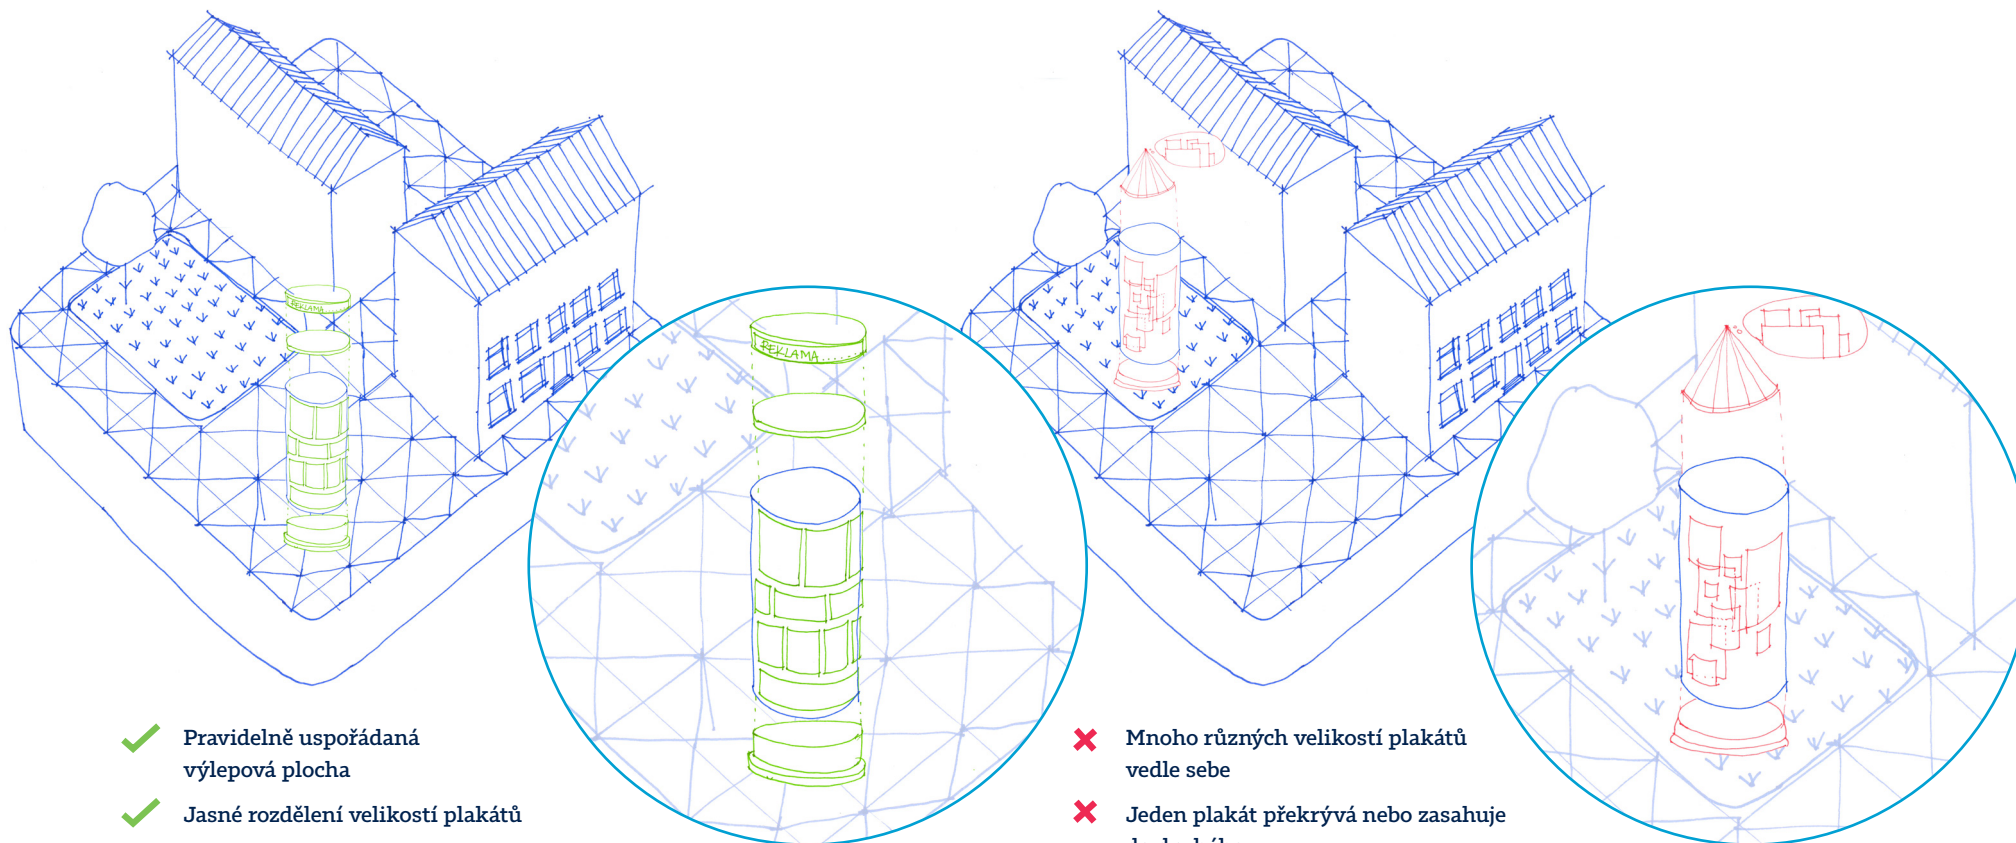 REKLAMA
REKLAMA
Pravidelně uspořádaná
výlepová plocha
Jasné rozdělení velikostí plakátů
Mnoho různých velikostí plakátů
vedle sebe
Jeden plakát překrývá nebo zasahuje